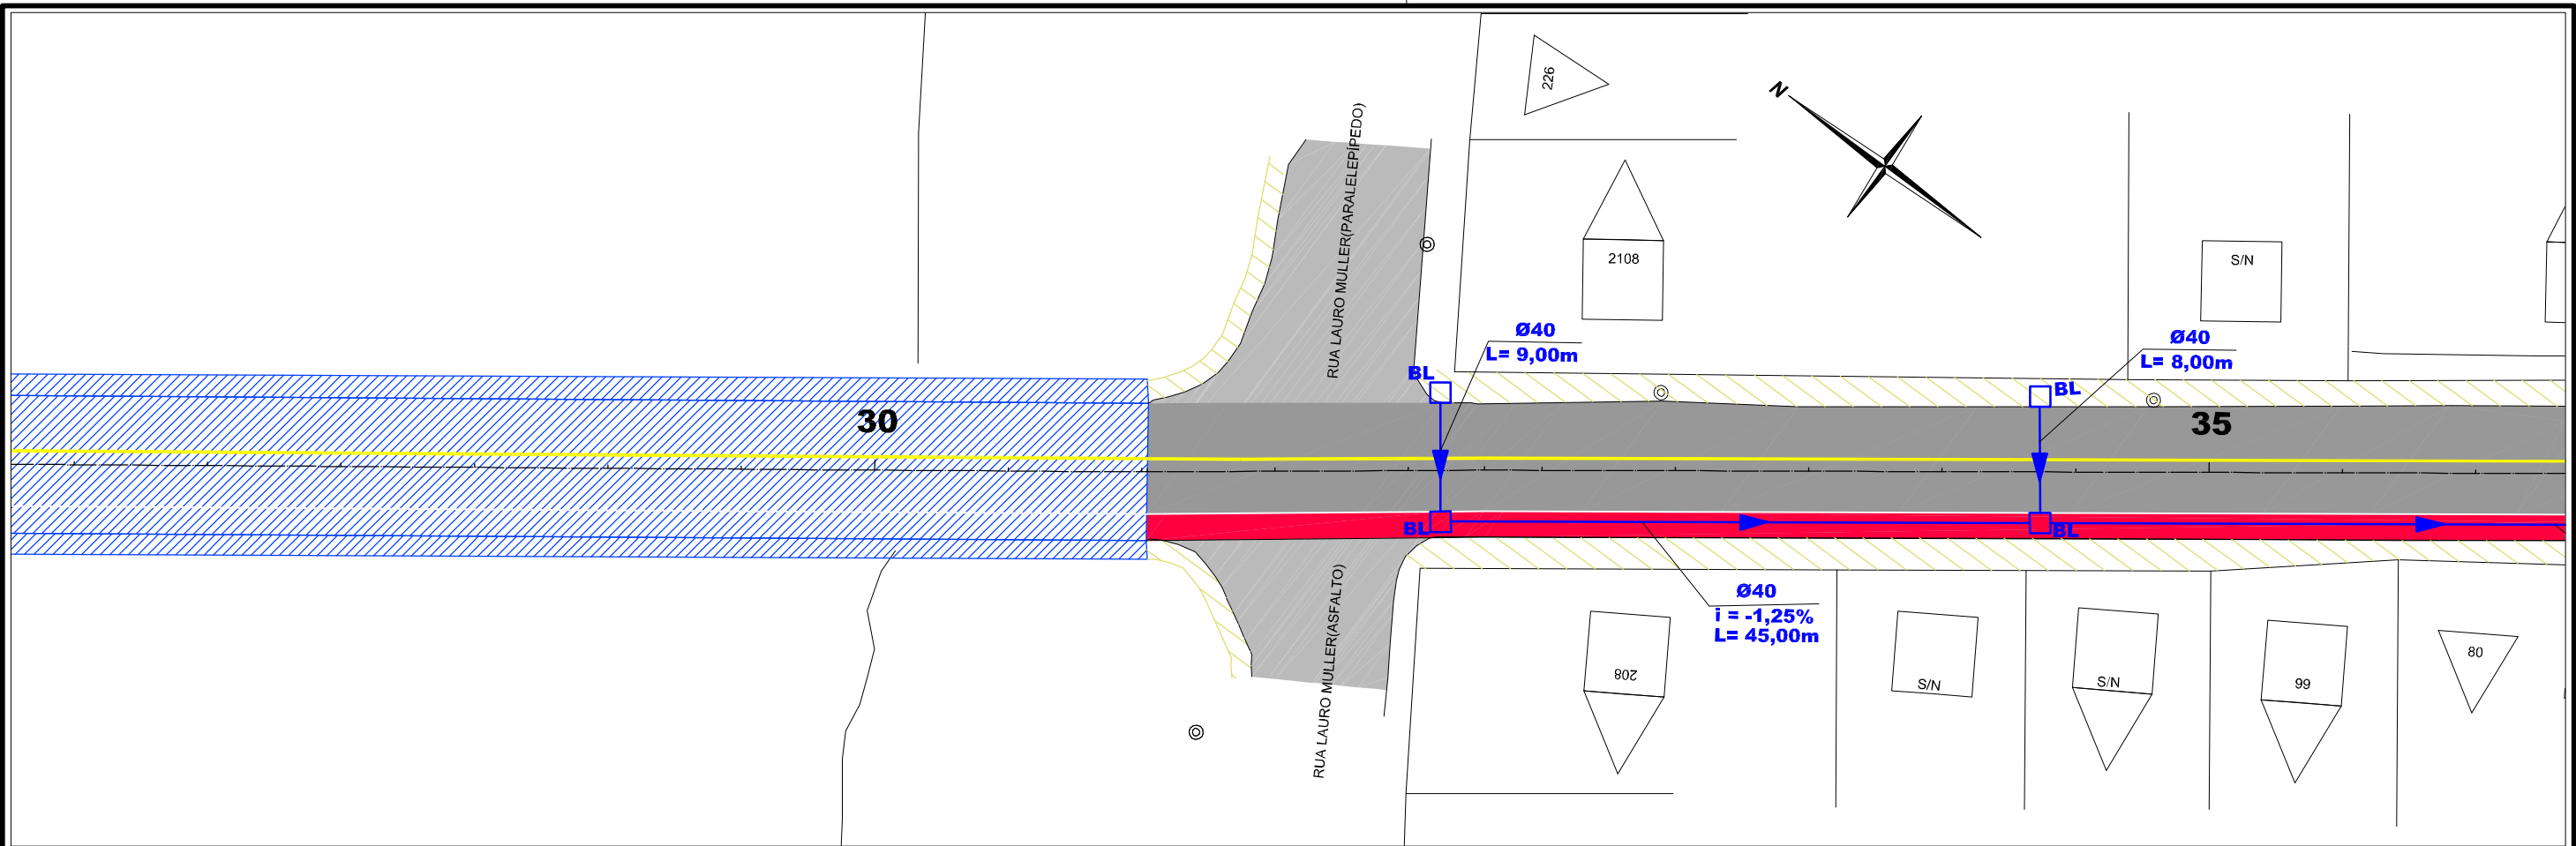 226
N
RUA LAURO MULLER(PARALELEPÍPEDO)
2108
S/N
Ø40
L= 9,00m
Ø40
L= 8,00m
BL
BL
30
35
BL
BL
Ø40
i = -1,25%
L= 45,00m
RUA LAURO MULLER(ASFALTO)
208
S/N
S/N
99
80